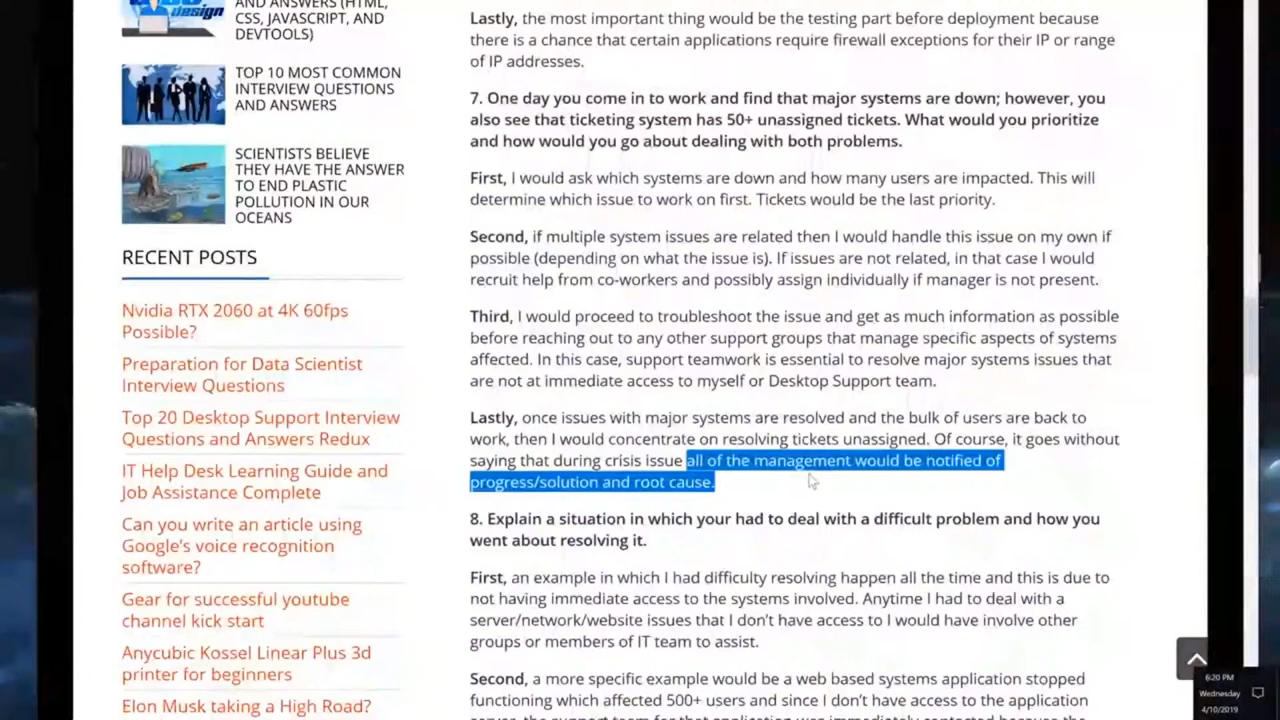 AND ANSWERS (HTML,
CSS, JAVASCRIPT, AND
DEVTOOLS)
design
TOP 10 MOST COMMON
INTERVIEW QUESTIONS
AND ANSWERS
SCIENTISTS BELIEVE
THEY HAVE THE ANSWER
TO END PLASTIC
POLLUTION IN OUR
OCEANS
RECENT POSTS
Nvidia RTX 2060 at 4K 60fps
Possible?
Preparation for Data Scientist
Interview Questions
Top 20 Desktop Support Interview
Questions and Answers Redux
IT Help Desk Learning Guide and
Job Assistance Complete
Can you write an article using
Google's voice recognition
software?
Gear for successful youtube
channel kick start
Anycubic Kossel Linear Plus 3d
printer for beginners
Elon Musk taking a High Road?
Lastly, the most important thing would be the testing part before deployment because
there is a chance that certain applications require firewall exceptions for their IP or range
of IP addresses.
7. One day you come in to work and find that major systems are down; however, you
also see that ticketing system has 50+ unassigned tickets. What would you prioritize
and how would you go about dealing with both problems.
First, I would ask which systems are down and how many users are impacted. This will
determine which issue to work on first. Tickets would be the last priority.
Second, if multiple system issues are related then I would handle this issue on my own if
possible (depending on what the issue is). If issues are not related, in that case I would
recruit help from co-workers and possibly assign individually if manager is not present.
Third, I would proceed to troubleshoot the issue and get as much information as possible
before reaching out to any other support groups that manage specific aspects of systems
affected. In this case, support teamwork is essential to resolve major systems issues that
are not at immediate access to myself or Desktop Support team.
Lastly, once issues with major systems are resolved and the bulk of users are back to
work, then I would concentrate on resolving tickets unassigned. Of course, it goes without
saying that during crisis issue all of the management would be notified of
progress/solution and root cause.
8. Explain a situation in which your had to deal with a difficult problem and how you
went about resolving it.
First, an example in which I had difficulty resolving happen all the time and this is due to
not having immediate access to the systems involved. Anytime I had to deal with a
server/network/website issues that I don't have access to I would have involve other
groups or members of IT team to assist.
Second, a more specific example would be a web based systems application stopped
functioning which affected 500+ users and since I don't have access to the application
server, the support team for that application was immediately contacted because the
6:20 PM
Wednesday
4/10/2019